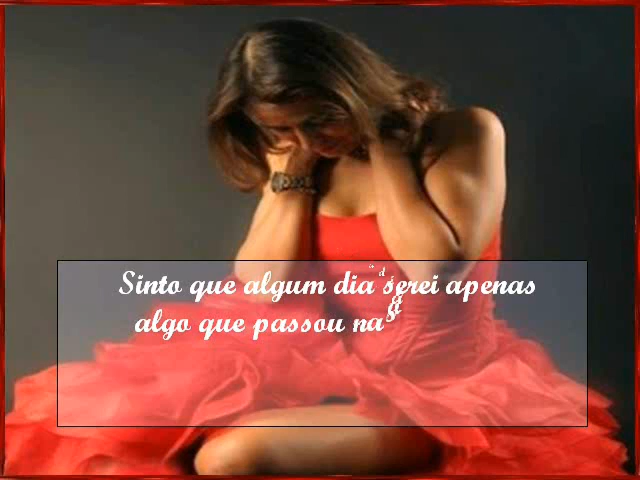 Sinto que algum dia serei apenas
algo que passou na